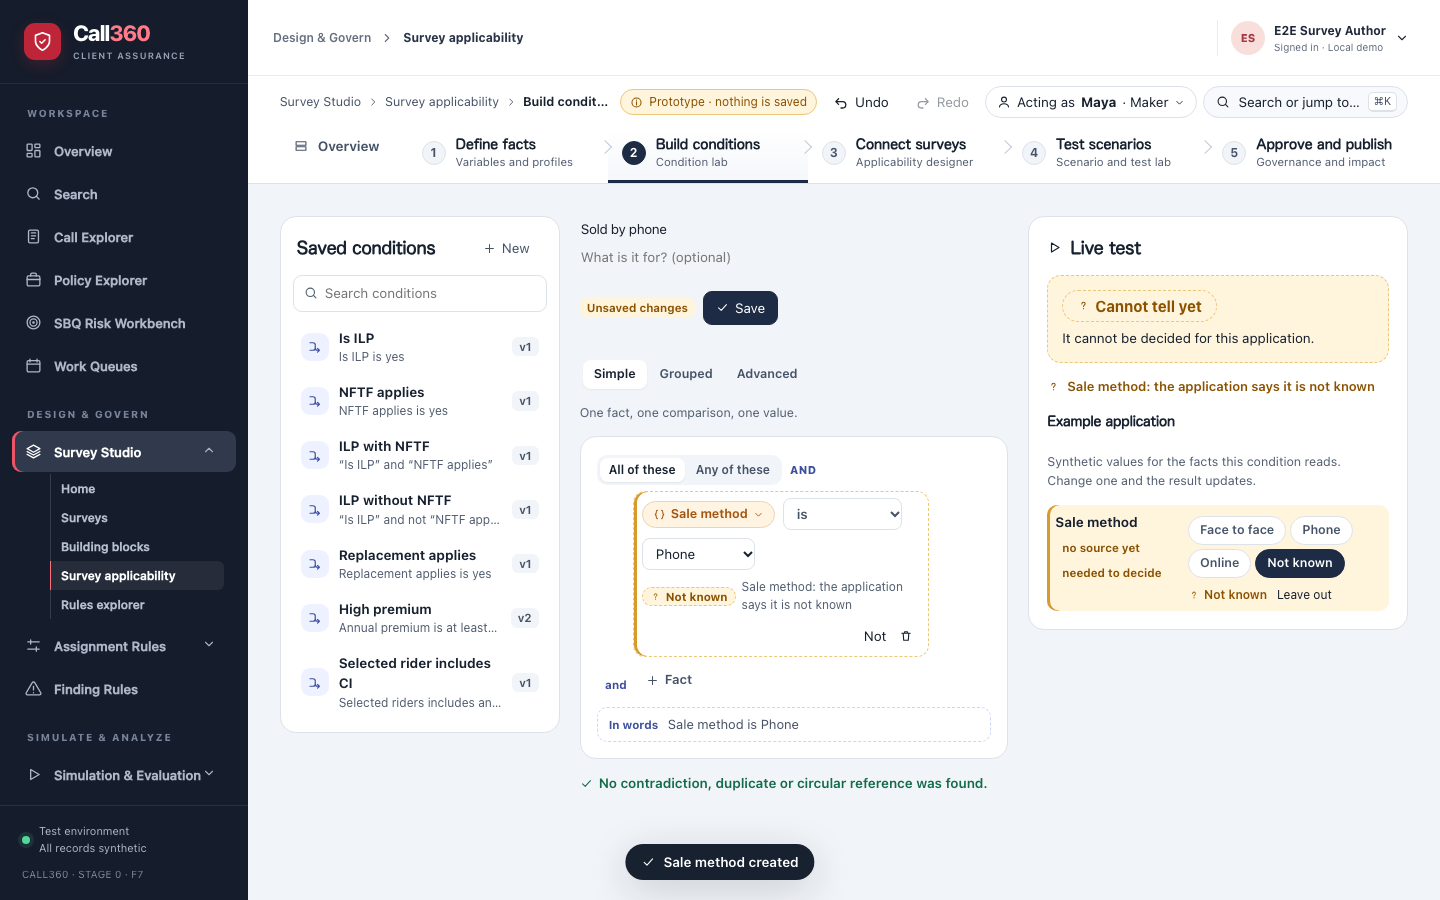 Call360
CLIENT ASSURANCE
WORKSPACE
Overview
Search
Call Explorer
Policy Explorer
SBQ Risk Workbench
Work Queues
DESIGN & GOVERN
Survey Studio
Home
Surveys
Building blocks
Survey applicability
Rules explorer
Assignment Rules
Finding Rules
SIMULATE & ANALYZE
Simulation & Evaluation
Test environment
All records synthetic
CALL360 · STAGE 0 · F7
Design & Govern > Survey applicability
ES
E2E Survey Author
Signed in · Local demo
Survey Studio > Survey applicability > Build condit...
Prototype · nothing is saved
Undo
Redo
Acting as Maya · Maker
Search or jump to... ⌘K
Overview
1 Define facts
Variables and profiles
2 Build conditions
Condition lab
3 Connect surveys
Applicability designer
4 Test scenarios
Scenario and test lab
5 Approve and publish
Governance and impact
Saved conditions
+ New
Search conditions
Is ILP
Is ILP is yes
v1
NFTF applies
NFTF applies is yes
v1
ILP with NFTF
“Is ILP” and “NFTF applies”
v1
ILP without NFTF
“Is ILP” and not “NFTF app...
v1
Replacement applies
Replacement applies is yes
v1
High premium
Annual premium is at least...
v2
Selected rider includes
CI
Selected riders includes an...
v1
Sold by phone
What is it for? (optional)
Unsaved changes
Save
Simple Grouped Advanced
One fact, one comparison, one value.
All of these Any of these AND
{ } Sale method
is
Phone
? Not known
Sale method: the application
says it is not known
Not
and
+ Fact
In words Sale method is Phone
No contradiction, duplicate or circular reference was found.
Sale method created
Live test
? Cannot tell yet
It cannot be decided for this application.
? Sale method: the application says it is not known
Example application
Synthetic values for the facts this condition reads.
Change one and the result updates.
Sale method
no source yet
needed to decide
Face to face Phone
Online Not known
? Not known Leave out